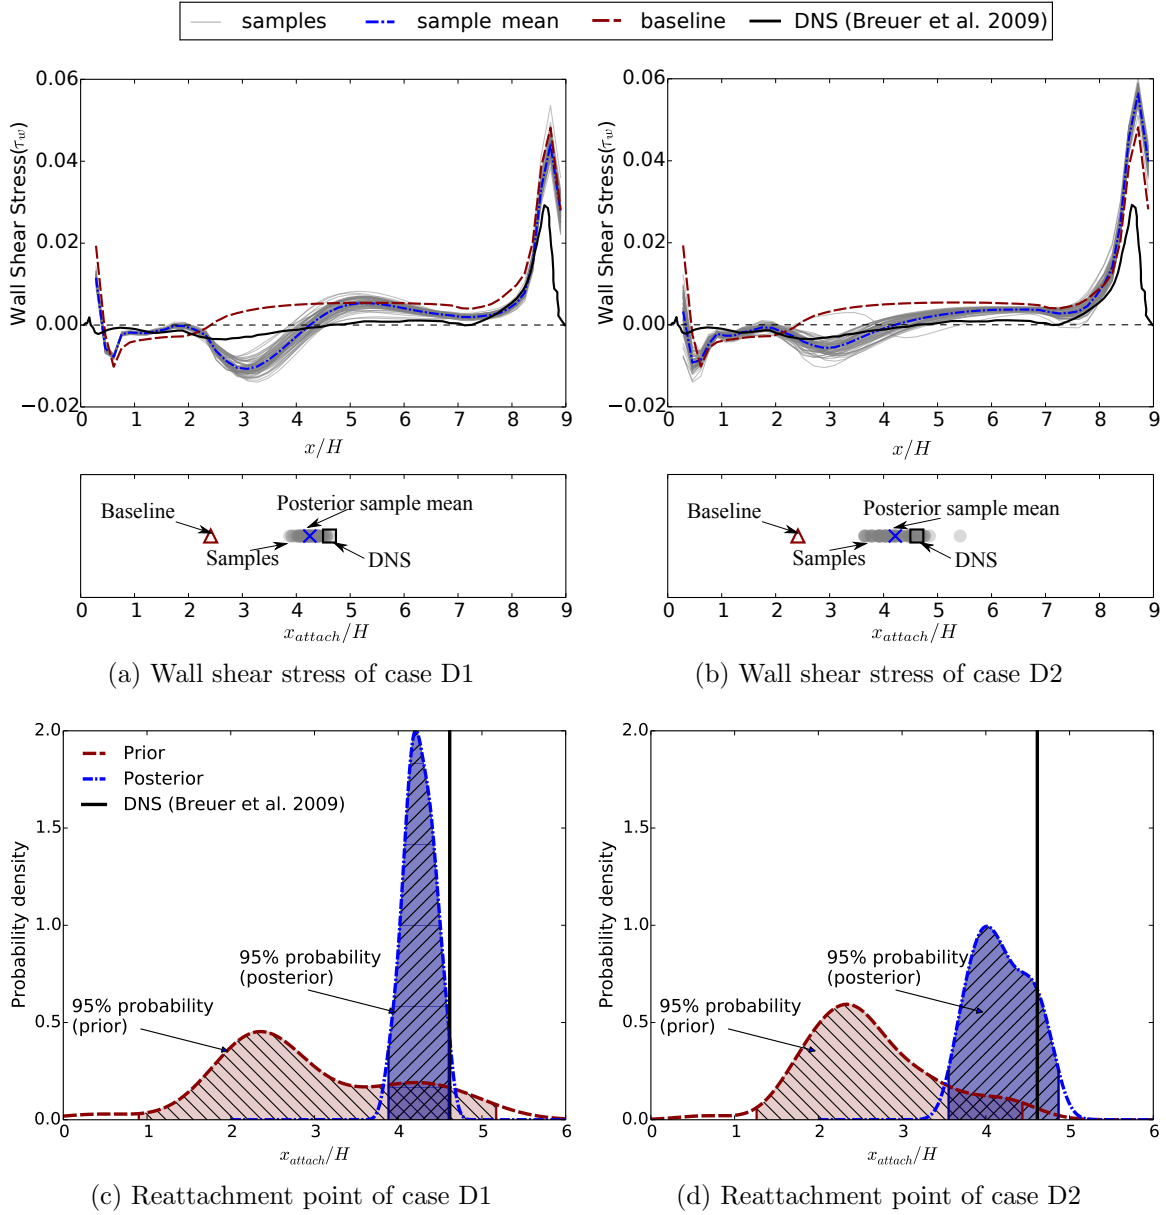 samples sample mean baseline DNS (Breuer et al. 2009)
0.06
0.04
0.02
0.00
−0.02
Wall Shear Stress(τw)
0 1 2 3 4 5 6 7 8 9
x/H
0.06
0.04
0.02
0.00
−0.02
Wall Shear Stress(τw)
0 1 2 3 4 5 6 7 8 9
x/H
Baseline
Posterior sample mean
Samples
DNS
0 1 2 3 4 5 6 7 8 9
xattach/H
Baseline
Posterior sample mean
Samples
DNS
0 1 2 3 4 5 6 7 8 9
xattach/H
(a) Wall shear stress of case D1
(b) Wall shear stress of case D2
2.0
1.5
1.0
0.5
0.0
Probability density
Prior
Posterior
DNS (Breuer et al. 2009)
95% probability
(posterior)
95% probability
(prior)
0 1 2 3 4 5 6
xattach/H
2.0
1.5
1.0
0.5
0.0
Probability density
95% probability
(posterior)
95% probability
(prior)
0 1 2 3 4 5 6
xattach/H
(c) Reattachment point of case D1
(d) Reattachment point of case D2